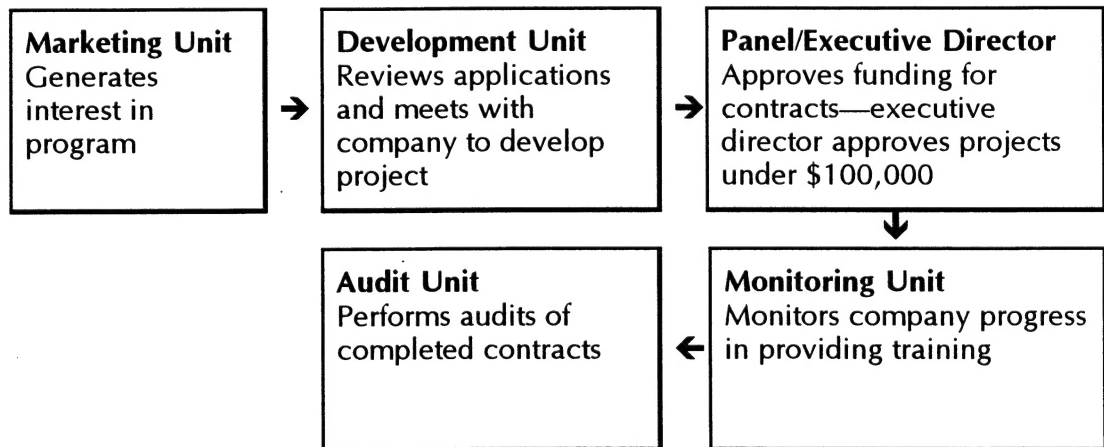 Marketing Unit
Generates
interest in
program
Development Unit
Reviews applications
and meets with
company to develop
project
Panel/Executive Director
Approves funding for
contracts—executive
director approves projects
under $100,000
Monitoring Unit
Monitors company progress
in providing training
Audit Unit
Performs audits of
completed contracts